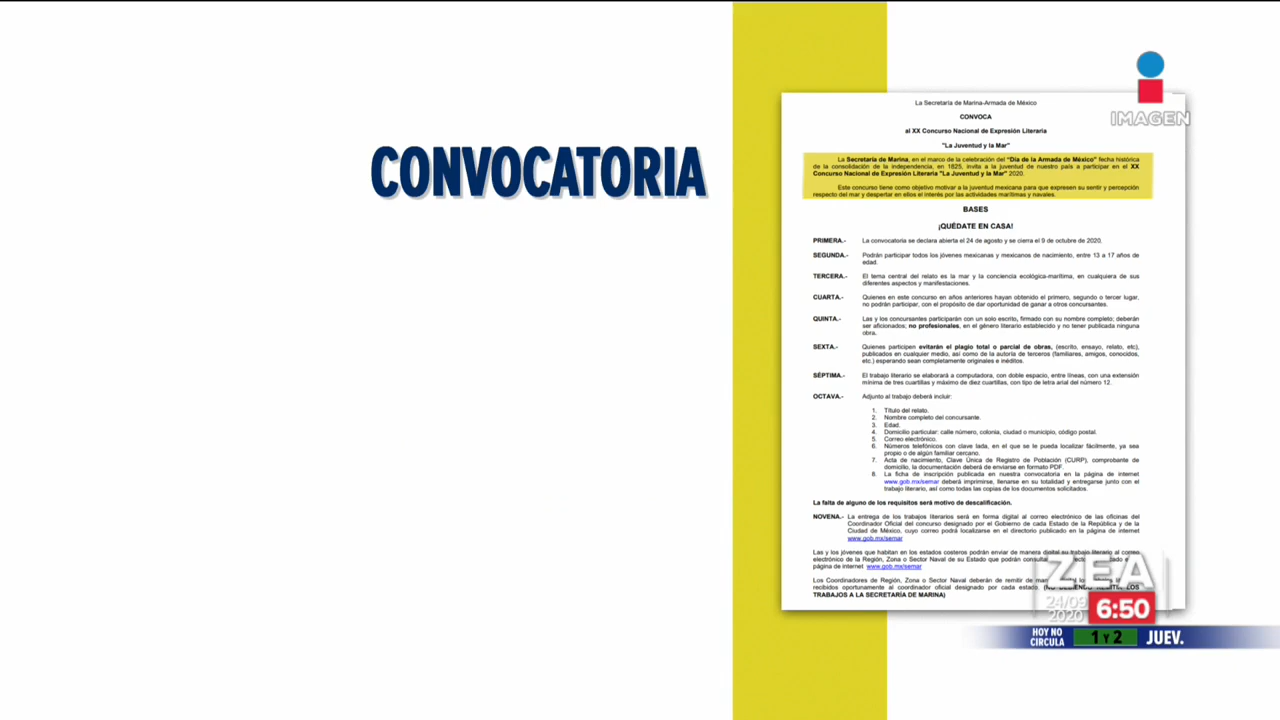 CONVOCATORIA
IMAGEN
La Secretaría de Marina-Armada de México
CONVOCA
al XX Concurso Nacional de Expresión Literaria
"La Juventud y la Mar"
La Secretaría de Marina, en el marco de la celebración del "Día de la Armada de México" fecha histórica
de la consolidación de la independencia, en 1825, invita a la juventud de nuestro país a participar en el XX
Concurso Nacional de Expresión Literaria "La Juventud y la Mar" 2020.
Este concurso tiene como objetivo motivar a la juventud mexicana para que expresen su sentir y percepción
respecto del mar y despertar en ellos el interés por las actividades marítimas y navales.
BASES
¡QUÉDATE EN CASA!
PRIMERA.- La convocatoria se declara abierta el 24 de agosto y se cierra el 9 de octubre de 2020.
SEGUNDA.- Podrán participar todos los jóvenes mexicanas y mexicanos de nacimiento, entre 13 a 17 años de
edad.
TERCERA.- El tema central del relato es la mar y la conciencia ecológica-marítima, en cualquiera de sus
diferentes aspectos y manifestaciones.
CUARTA.- Quienes en este concurso en años anteriores hayan obtenido el primero, segundo o tercer lugar,
no podrán participar, con el propósito de dar oportunidad de ganar a otros concursantes.
QUINTA.- Las y los concursantes participarán con un solo escrito, firmado con su nombre completo; deberán
ser aficionados; no profesionales, en el género literario establecido y no tener publicada ninguna
obra.
SEXTA.- Quienes participen evitarán el plagio total o parcial de obras, (escrito, ensayo, relato, etc),
publicados en cualquier medio, así como de la autoría de terceros (familiares, amigos, conocidos,
etc.) esperando sean completamente originales e inéditos.
SÉPTIMA.- El trabajo literario se elaborará a computadora, con doble espacio, entre líneas, con una extensión
mínima de tres cuartillas y máximo de diez cuartillas, con tipo de letra arial del número 12.
OCTAVA.- Adjunto al trabajo deberá incluir:
1. Título del relato.
2. Nombre completo del concursante.
3. Edad.
4. Domicilio particular: calle número, colonia, ciudad o municipio, código postal.
5. Correo electrónico.
6. Números telefónicos con clave lada, en el que se le pueda localizar fácilmente, ya sea
propio o de algún familiar cercano.
7. Acta de nacimiento, Clave Única de Registro de Población (CURP), comprobante de
domicilio, la documentación deberá de enviarse en formato PDF.
8. La ficha de inscripción publicada en nuestra convocatoria en la página de internet
www.gob.mx/semar deberá imprimirse, llenarse en su totalidad y entregarse junto con el
trabajo literario, así como todas las copias de los documentos solicitados.
La falta de alguno de los requisitos será motivo de descalificación.
NOVENA.- La entrega de los trabajos literarios será en forma digital al correo electrónico de las oficinas del
Coordinador Oficial del concurso designado por el Gobierno de cada Estado de la República y de la
Ciudad de México, cuyo correo podrá localizarse en el directorio publicado en la página de internet
www.gob.mx/semar
Las y los jóvenes que habitan en los estados costeros podrán enviar de manera digital su trabajo literario al correo
electrónico de la Región, Zona o Sector Naval de su Estado que podrán
página de internet www.gob.mx/semar
Los Coordinadores de Región, Zona o Sector Naval deberán de remitir de
recibidos oportunamente al coordinador oficial designado por cada estado. LOS
TRABAJOS A LA SECRETARÍA DE MARINA)
ZEA
24/09
2020
6:50
HOY NO
CIRCULA
1 Y 2
JUEV.